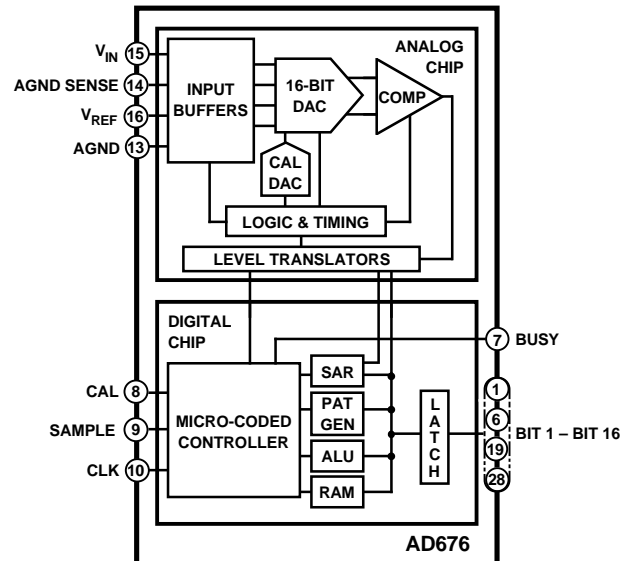 ANALOG
CHIP
V_IN 15
AGND SENSE 14
V_REF 16
AGND 13
INPUT
BUFFERS
16-BIT
DAC
COMP
CAL
DAC
LOGIC & TIMING
LEVEL TRANSLATORS
DIGITAL
CHIP
7 BUSY
CAL 8
SAMPLE 9
CLK 10
MICRO-CODED
CONTROLLER
SAR
PAT
GEN
ALU
RAM
L
A
T
C
H
1
6
19
28
BIT 1 – BIT 16
AD676